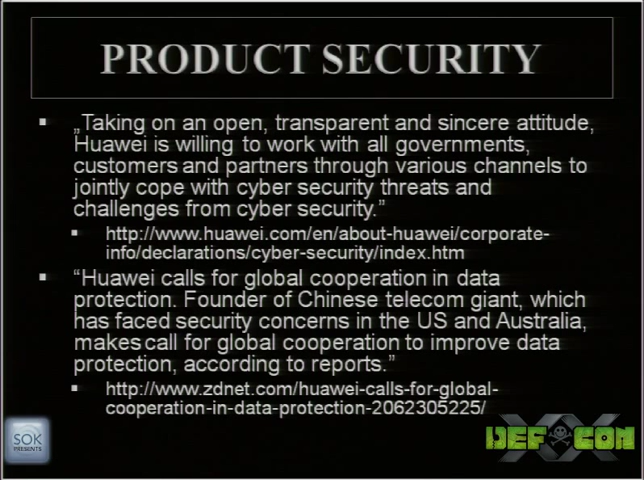 PRODUCT SECURITY
▪ „Taking on an open, transparent and sincere attitude,
Huawei is willing to work with all governments,
customers and partners through various channels to
jointly cope with cyber security threats and
challenges from cyber security.”
▪ http://www.huawei.com/en/about-huawei/corporate-
info/declarations/cyber-security/index.htm
▪ “Huawei calls for global cooperation in data
protection. Founder of Chinese telecom giant, which
has faced security concerns in the US and Australia,
makes call for global cooperation to improve data
protection, according to reports.”
▪ http://www.zdnet.com/huawei-calls-for-global-
cooperation-in-data-protection-2062305225/
SOK
PRESENTS
DEF CON
XX